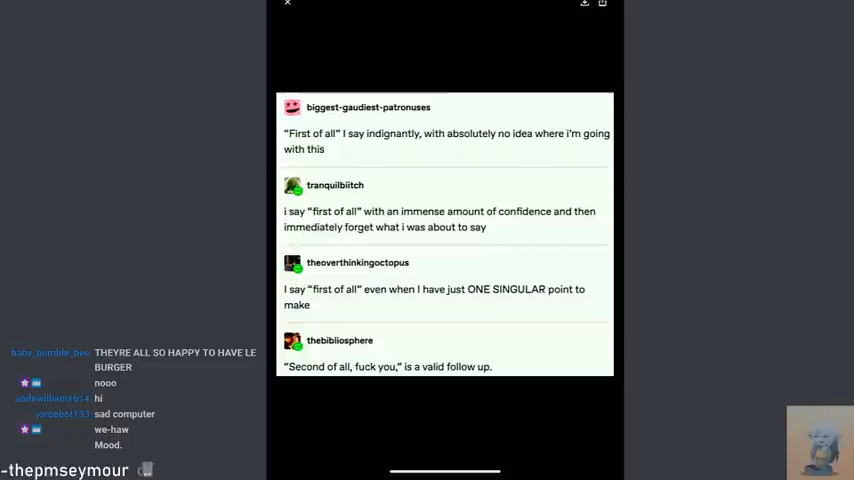 biggest-gaudiest-patronuses
“First of all” I say indignantly, with absolutely no idea where i’m going
with this
tranquilbiitch
i say “first of all” with an immense amount of confidence and then
immediately forget what i was about to say
theoverthinkingoctopus
I say “first of all” even when I have just ONE SINGULAR point to
make
thebibliosphere
“Second of all, fuck you,” is a valid follow up.
baby_bumble_bee THEYRE ALL SO HAPPY TO HAVE LE
BURGER
nooo
aoifewilliams614 hi
jordebot133 sad computer
we-haw
Mood.
-thepmseymour